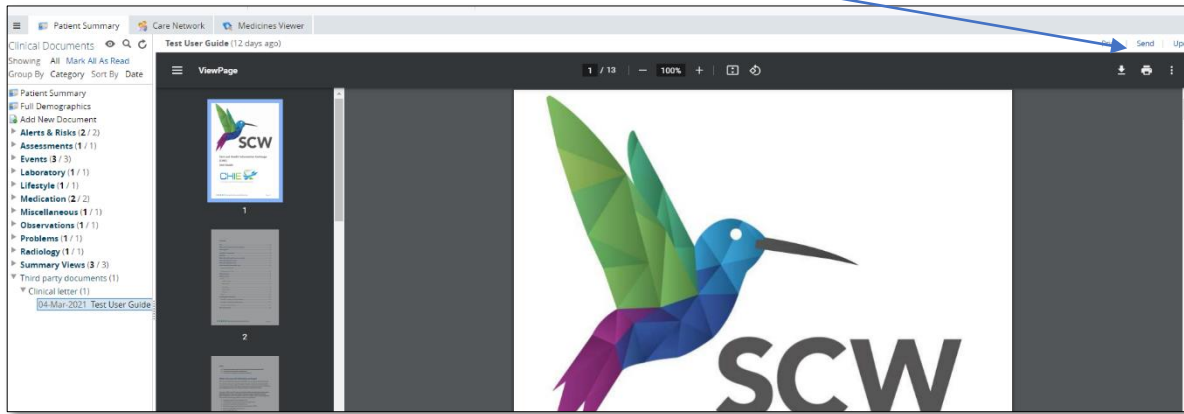 Patient Summary Care Network Medicines Viewer
Clinical Documents
Test User Guide (12 days ago)
Send
Showing All Mark All As Read
Group By Category Sort By Date
ViewPage
1 / 13
100%
Patient Summary
Full Demographics
Add New Document
Alerts & Risks (2 / 2)
Assessments (1 / 1)
Events (3 / 3)
Laboratory (1 / 1)
Lifestyle (1 / 1)
Medication (2 / 2)
Miscellaneous (1 / 1)
Observations (1 / 1)
Problems (1 / 1)
Radiology (1 / 1)
Summary Views (3 / 3)
Third party documents (1)
Clinical letter (1)
04-Mar-2021 Test User Guide
SCW
CHIE
1
2
SCW